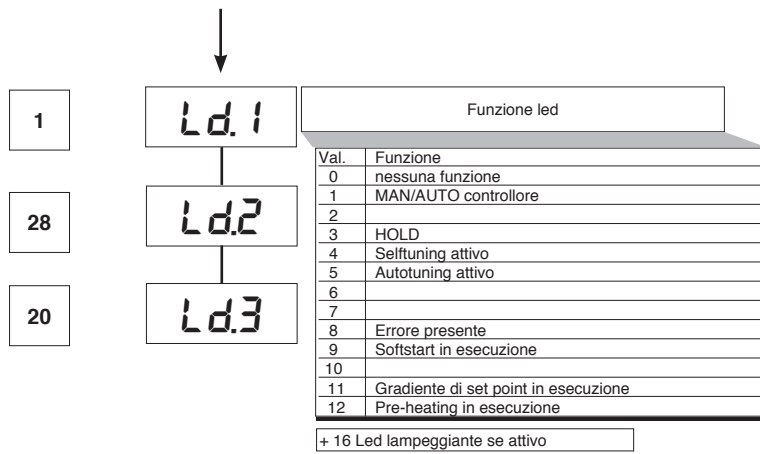 1
Ld.1
Funzione led
Val. Funzione
0 nessuna funzione
1 MAN/AUTO controllore
2
3 HOLD
4 Selftuning attivo
5 Autotuning attivo
6
7
8 Errore presente
9 Softstart in esecuzione
10
11 Gradiente di set point in esecuzione
12 Pre-heating in esecuzione
+ 16 Led lampeggiante se attivo
28
Ld.2
20
Ld.3